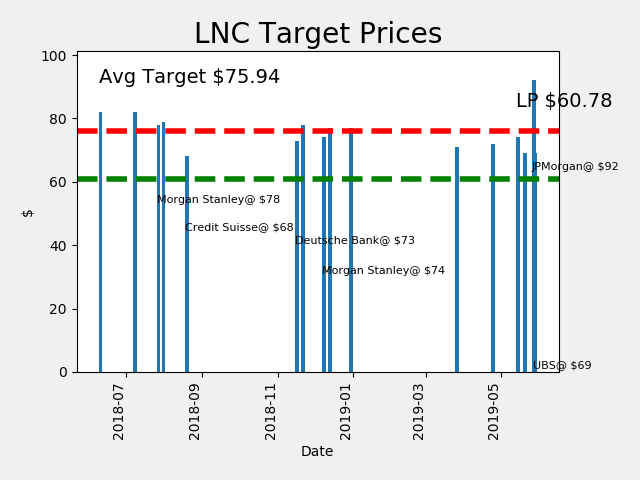 LNC Target Prices
100
Avg Target $75.94
LP $60.78
80
JPMorgan@ $92
60
Morgan Stanley@ $78
Credit Suisse@ $68
$
40
Deutsche Bank@ $73
Morgan Stanley@ $74
20
UBS@ $69
0
2018-07
2018-09
2018-11
2019-01
2019-03
2019-05
Date